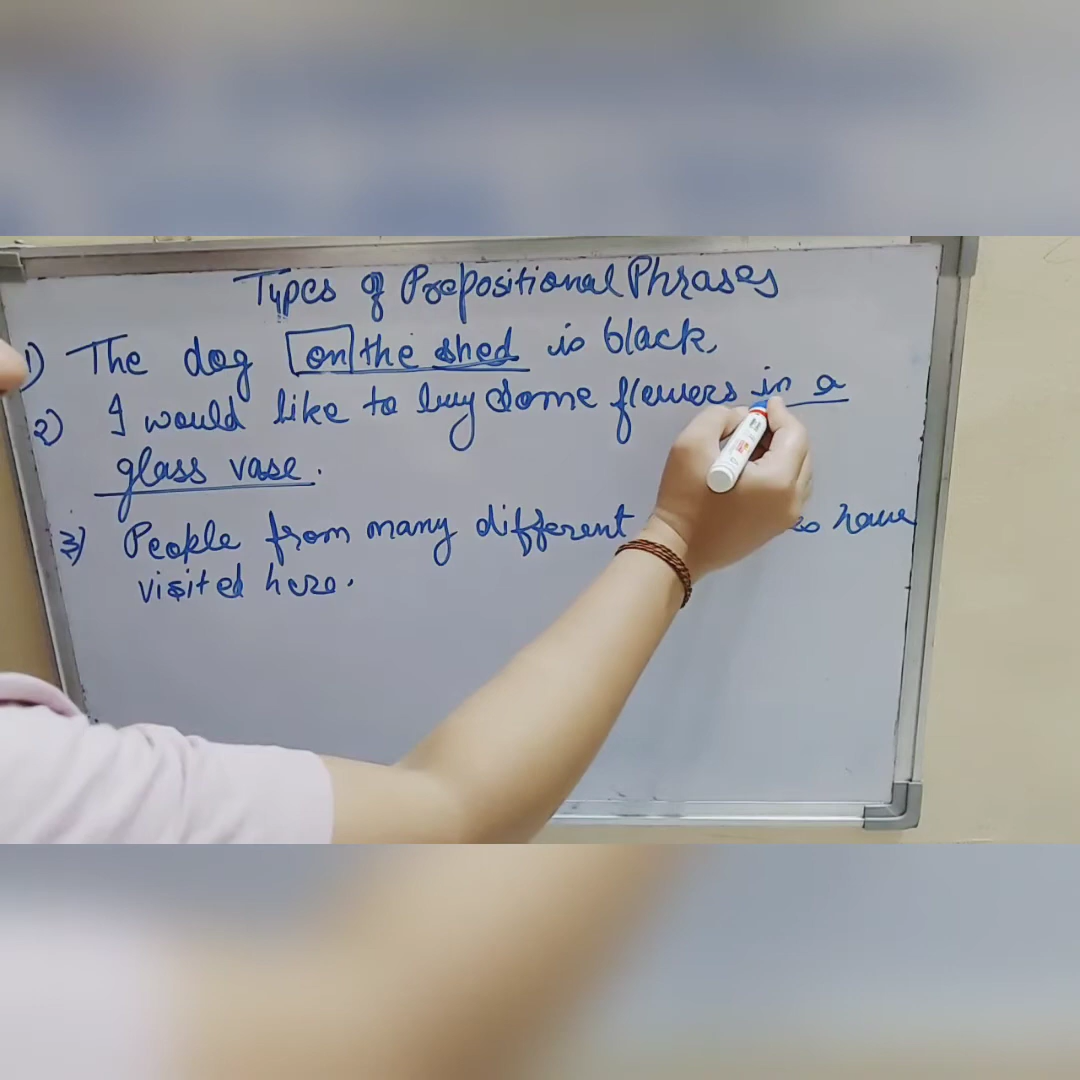 Types of Prepositional Phrases
1) The dog on the shed is black.
2) I would like to buy some flowers in a
glass vase.
3) People from many different have
visited here.